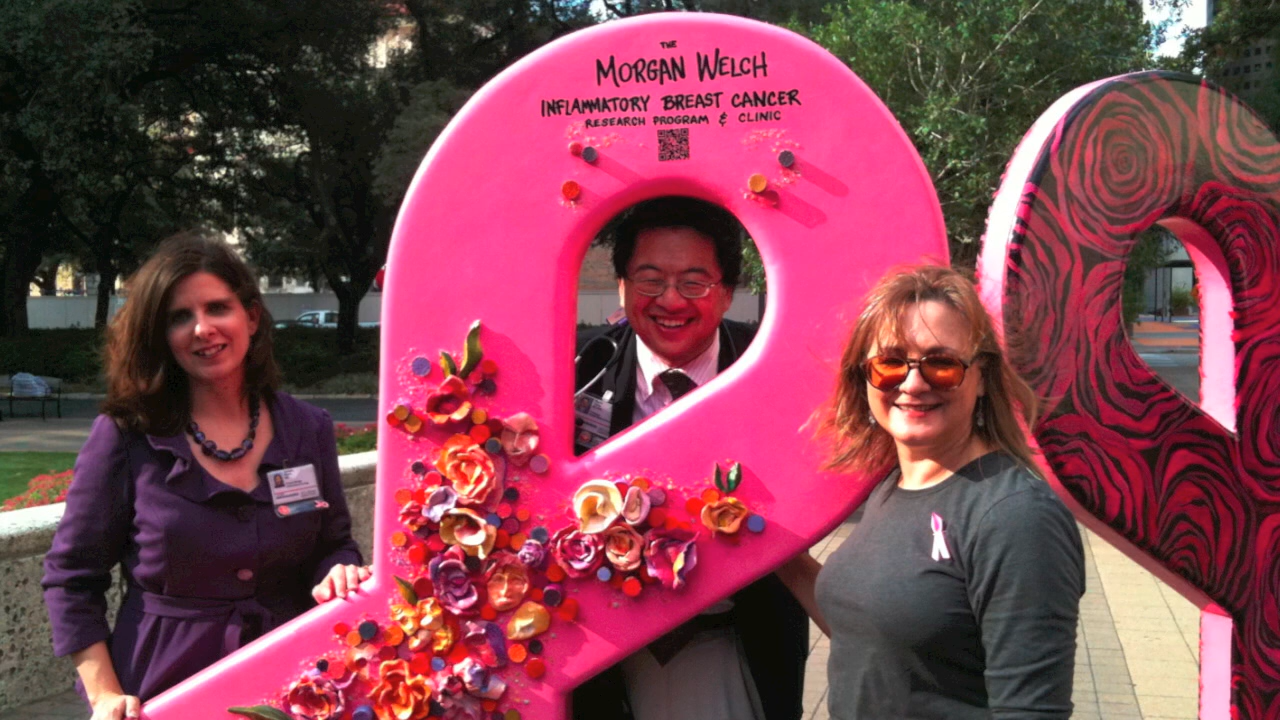 THE
MORGAN WELCH
INFLAMMATORY BREAST CANCER
RESEARCH PROGRAM & CLINIC